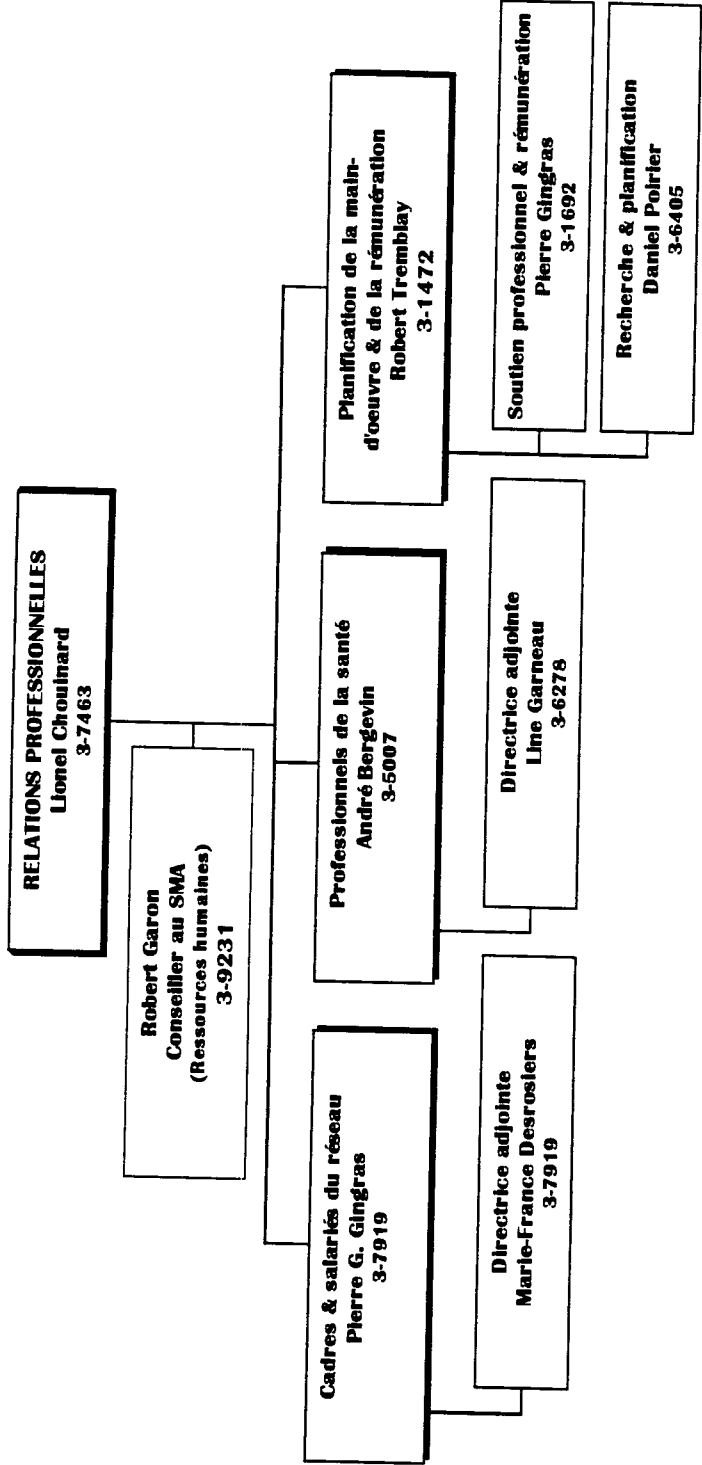 RELATIONS PROFESSIONNELLES
Lionel Chouinard
3-7463
Robert Garon
Conseiller au SMA
(Ressources humaines)
3-9231
Cadres & salariés du réseau
Pierre G. Gingras
3-7919
Directrice adjointe
Marie-France Desrosiers
3-7919
Professionnels de la santé
André Bergevin
3-5007
Directrice adjointe
Line Garneau
3-6278
Planification de la main-
d'oeuvre & de la rémunération
Robert Tremblay
3-1472
Soutien professionnel & rémunération
Pierre Gingras
3-1692
Recherche & planification
Daniel Poirier
3-6405